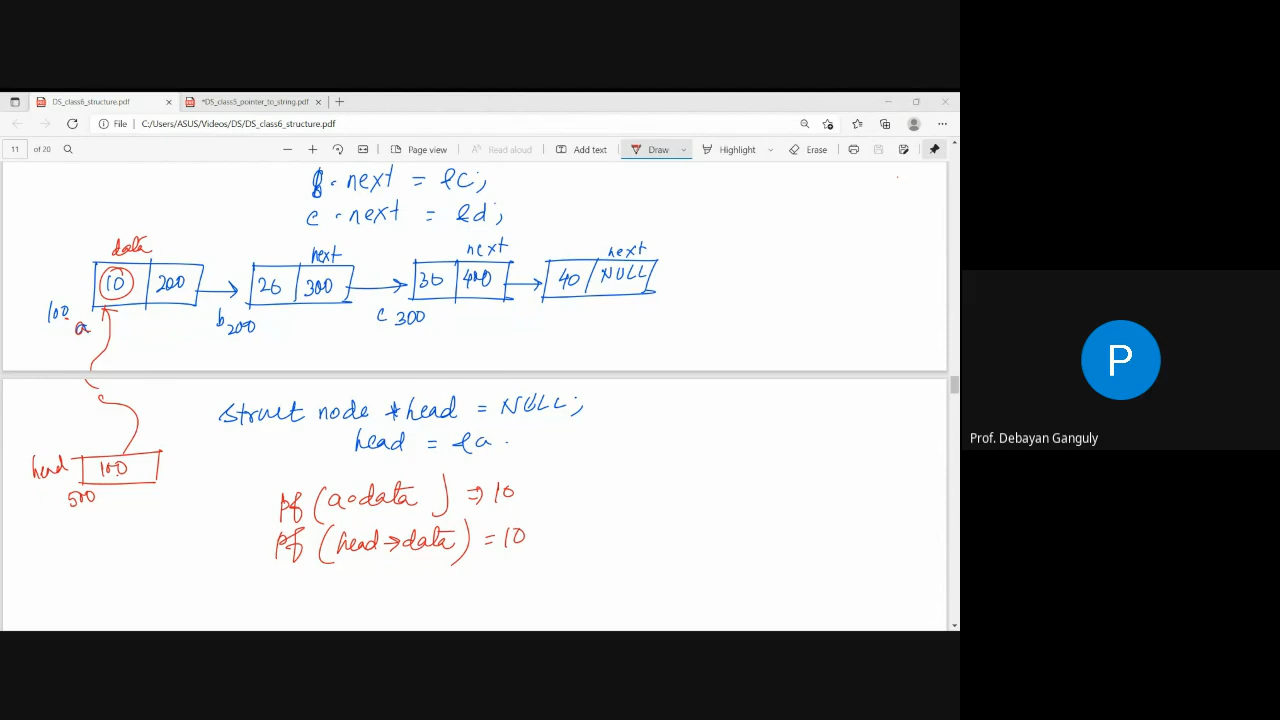 DS_class6_structure.pdf
*DS_class5_pointer_to_string.pdf
File C:/Users/ASUS/Videos/DS/DS_class6_structure.pdf
11 of 20 Page view Read aloud Add text Draw Highlight Erase
. next = &c;
c . next = &d;
data next next next
10 200 20 300 30 400 40 NULL
100 a b 200 c 300
struct node *head = NULL;
head = &a .
head 100
500
pf (a.data ) => 10
pf (head->data) = 10
P
Prof. Debayan Ganguly